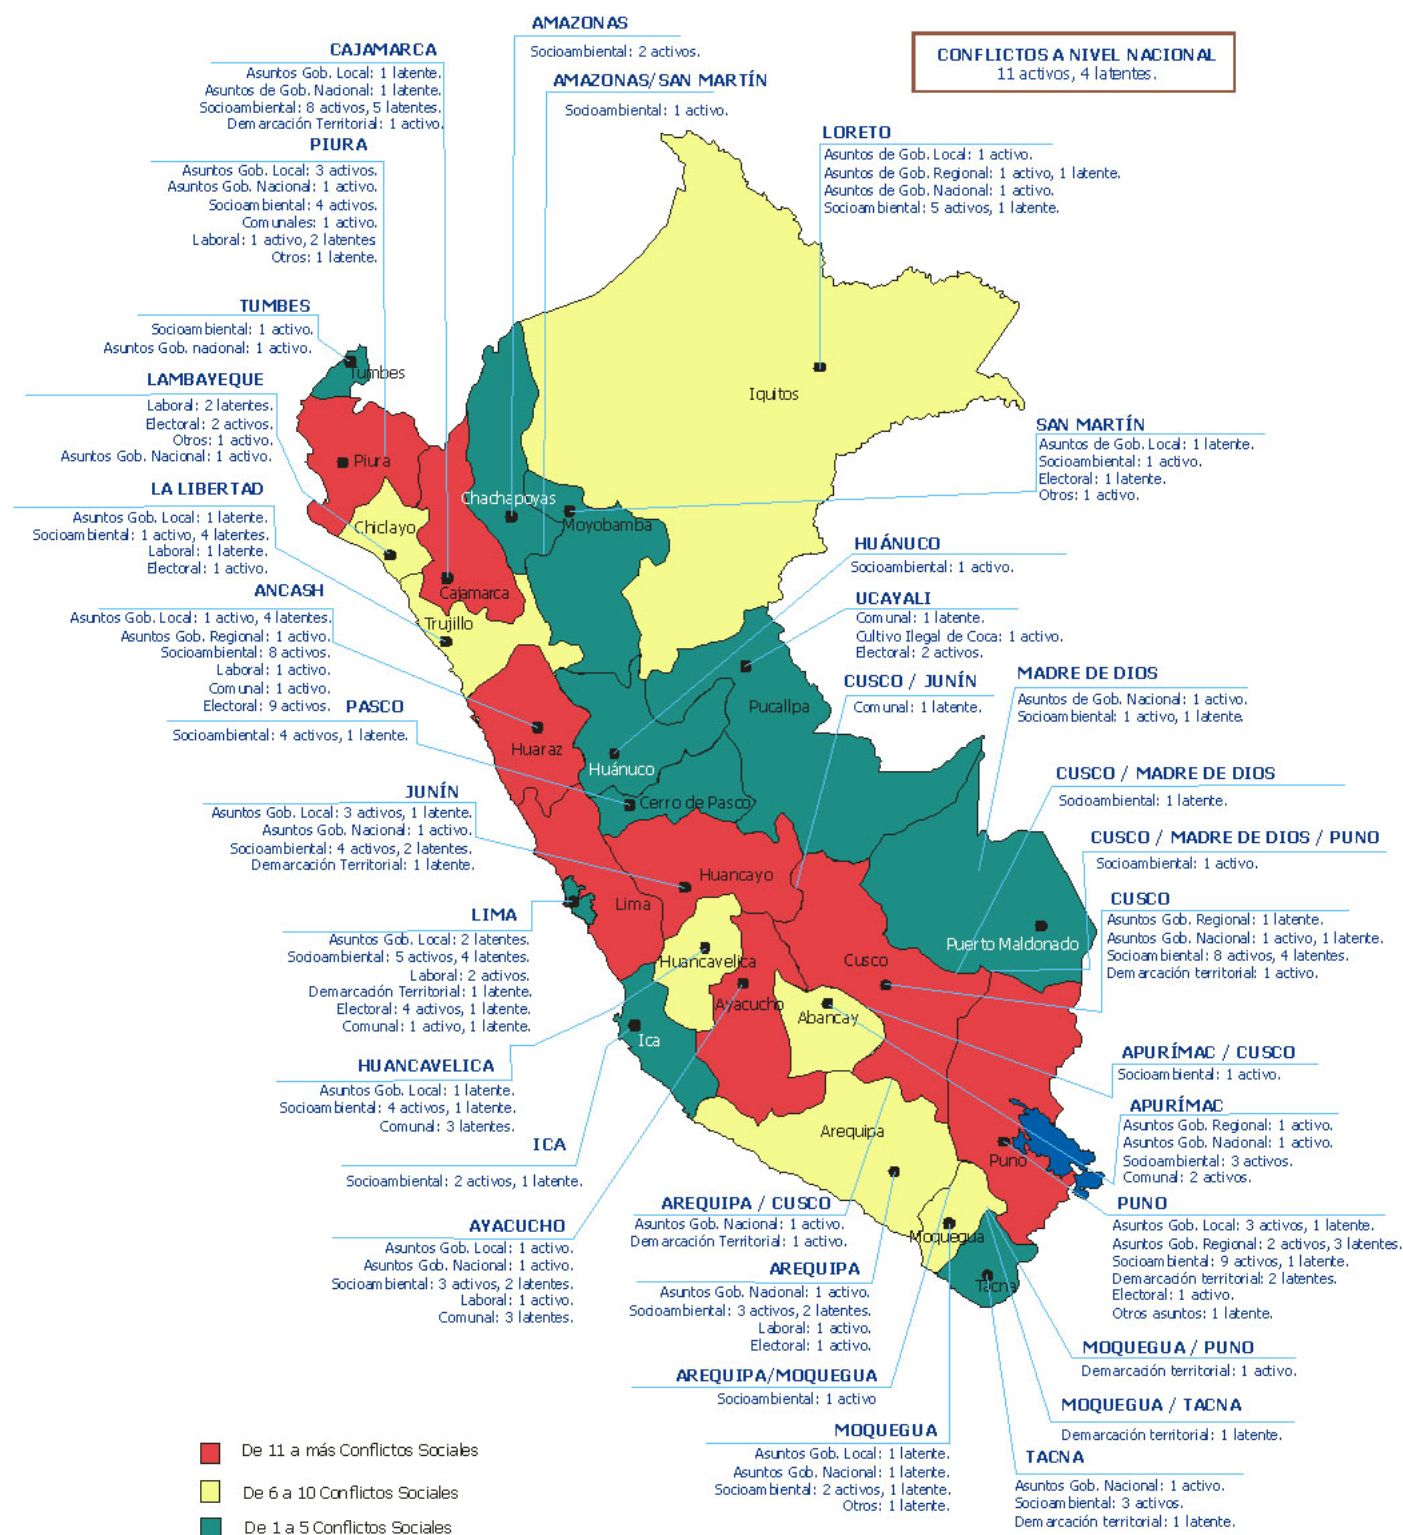 AMAZONAS
Socioambiental: 2 activos.
CAJAMARCA
Asuntos Gob. Local: 1 latente.
Asuntos de Gob. Nacional: 1 latente.
Socioambiental: 8 activos, 5 latentes.
Demarcación Territorial: 1 activo.
AMAZONAS/SAN MARTÍN
Socioambiental: 1 activo.
CONFLICTOS A NIVEL NACIONAL
11 activos, 4 latentes.
PIURA
Asuntos Gob. Local: 3 activos.
Asuntos Gob. Nacional: 1 activo.
Socioambiental: 4 activos.
Comunales: 1 activo.
Laboral: 1 activo, 2 latentes
Otros: 1 latente.
LORETO
Asuntos de Gob. Local: 1 activo.
Asuntos de Gob. Regional: 1 activo, 1 latente.
Asuntos de Gob. Nacional: 1 activo.
Socioambiental: 5 activos, 1 latente.
TUMBES
Socioambiental: 1 activo.
Asuntos Gob. nacional: 1 activo.
LAMBAYEQUE
Laboral: 2 latentes.
Electoral: 2 activos.
Otros: 1 activo.
Asuntos Gob. Nacional: 1 activo.
SAN MARTÍN
Asuntos de Gob. Local: 1 latente.
Socioambiental: 1 activo.
Electoral: 1 latente.
Otros: 1 activo.
LA LIBERTAD
Asuntos Gob. Local: 1 latente.
Socioambiental: 1 activo, 4 latentes.
Laboral: 1 latente.
Electoral: 1 activo.
HUÁNUCO
Socioambiental: 1 activo.
ANCASH
Asuntos Gob. Local: 1 activo, 4 latentes.
Asuntos Gob. Regional: 1 activo.
Socioambiental: 8 activos.
Laboral: 1 activo.
Comunal: 1 activo.
Electoral: 9 activos.
UCAYALI
Comunal: 1 latente.
Cultivo Ilegal de Coca: 1 activo.
Electoral: 2 activos.
CUSCO / JUNÍN
Comunal: 1 latente.
MADRE DE DIOS
Asuntos de Gob. Nacional: 1 activo.
Socioambiental: 1 activo, 1 latente.
PASCO
Socioambiental: 4 activos, 1 latente.
CUSCO / MADRE DE DIOS
Socioambiental: 1 latente.
JUNÍN
Asuntos Gob. Local: 3 activos, 1 latente.
Asuntos Gob. Nacional: 1 activo.
Socioambiental: 4 activos, 2 latentes.
Demarcación Territorial: 1 latente.
CUSCO / MADRE DE DIOS / PUNO
Socioambiental: 1 activo.
CUSCO
Asuntos Gob. Regional: 1 latente.
Asuntos Gob. Nacional: 1 activo, 1 latente.
Socioambiental: 8 activos, 4 latentes.
Demarcación territorial: 1 activo.
LIMA
Asuntos Gob. Local: 2 latentes.
Socioambiental: 5 activos, 4 latentes.
Laboral: 2 activos.
Demarcación Territorial: 1 latente.
Electoral: 4 activos, 1 latente.
Comunal: 1 activo, 1 latente.
HUANCAVELICA
Asuntos Gob. Local: 1 latente.
Socioambiental: 4 activos, 1 latente.
Comunal: 3 latentes.
APURÍMAC / CUSCO
Socioambiental: 1 activo.
APURÍMAC
Asuntos Gob. Regional: 1 activo.
Asuntos Gob. Nacional: 1 activo.
Socioambiental: 3 activos.
Comunal: 2 activos.
ICA
Socioambiental: 2 activos, 1 latente.
AYACUCHO
Asuntos Gob. Local: 1 activo.
Asuntos Gob. Nacional: 1 activo.
Socioambiental: 3 activos, 2 latentes.
Laboral: 1 activo.
Comunal: 3 latentes.
AREQUIPA / CUSCO
Asuntos Gob. Nacional: 1 activo.
Demarcación Territorial: 1 activo.
PUNO
Asuntos Gob. Local: 3 activos, 1 latente.
Asuntos Gob. Regional: 2 activos, 3 latentes.
Socioambiental: 9 activos, 1 latente.
Demarcación territorial: 2 latentes.
Electoral: 1 activo.
Otros asuntos: 1 latente.
AREQUIPA
Asuntos Gob. Nacional: 1 activo.
Socioambiental: 3 activos, 2 latentes.
Laboral: 1 activo.
Electoral: 1 activo.
MOQUEGUA / PUNO
Demarcación territorial: 1 activo.
AREQUIPA/MOQUEGUA
Socioambiental: 1 activo
MOQUEGUA / TACNA
Demarcación territorial: 1 latente.
MOQUEGUA
Asuntos Gob. Local: 1 latente.
Asuntos Gob. Nacional: 1 latente.
Socioambiental: 2 activos, 1 latente.
Otros: 1 latente.
TACNA
Asuntos Gob. Nacional: 1 activo.
Socioambiental: 3 activos.
Demarcación territorial: 1 latente.
Tumbes
Iquitos
Piura
Chachapoyas
Moyobamba
Chiclayo
Cajamarca
Trujillo
Pucallpa
Huaraz
Huánuco
Cerro de Pasco
Huancayo
Lima
Puerto Maldonado
Huancavelica
Cusco
Ayacucho
Abancay
Ica
Arequipa
Puno
Moquegua
Tacna
De 11 a más Conflictos Sociales
De 6 a 10 Conflictos Sociales
De 1 a 5 Conflictos Sociales